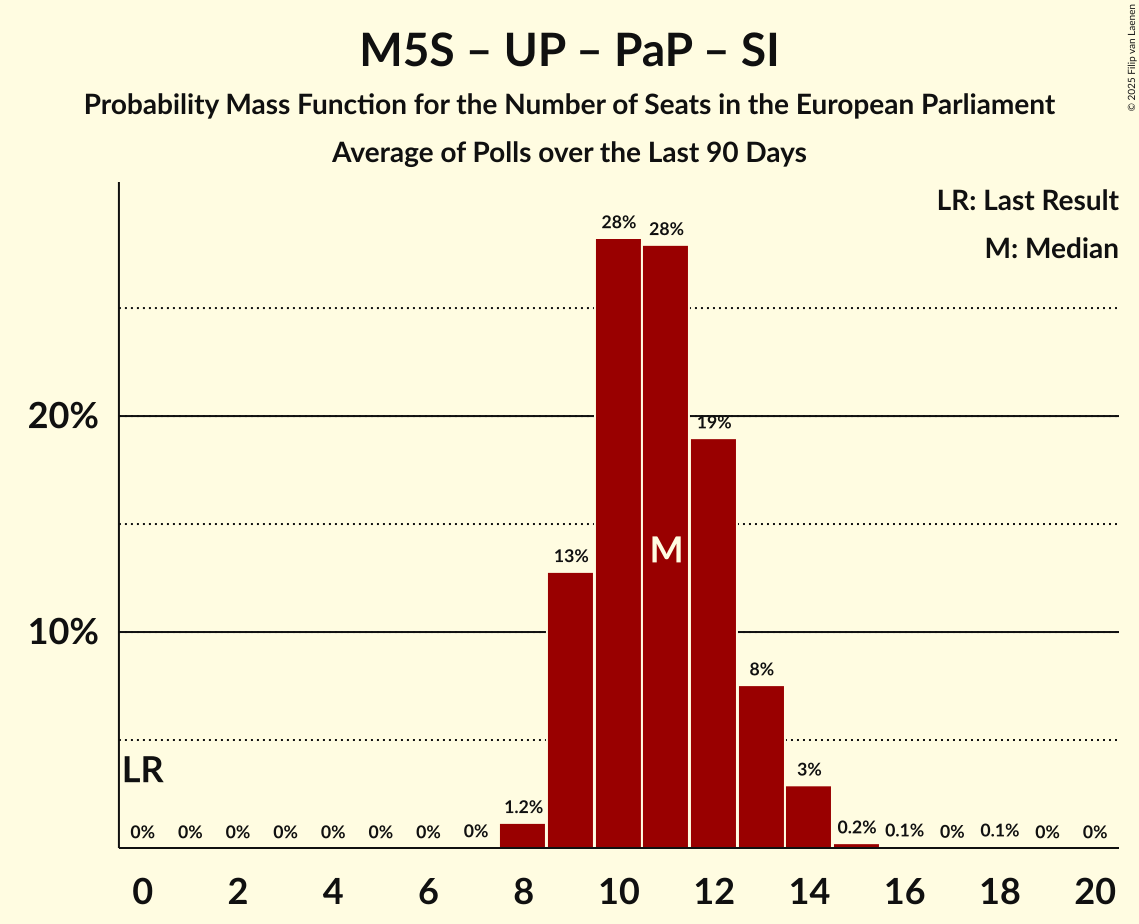 M5S – UP – PaP – SI
Probability Mass Function for the Number of Seats in the European Parliament
Average of Polls over the Last 90 Days
© 2025 Filip van Laenen
LR: Last Result
M: Median
28%
28%
20%
19%
13%
M
10%
8%
LR
3%
1.2%
0% 0% 0% 0% 0% 0% 0% 0% 0.2% 0.1% 0% 0.1% 0% 0%
0 2 4 6 8 10 12 14 16 18 20